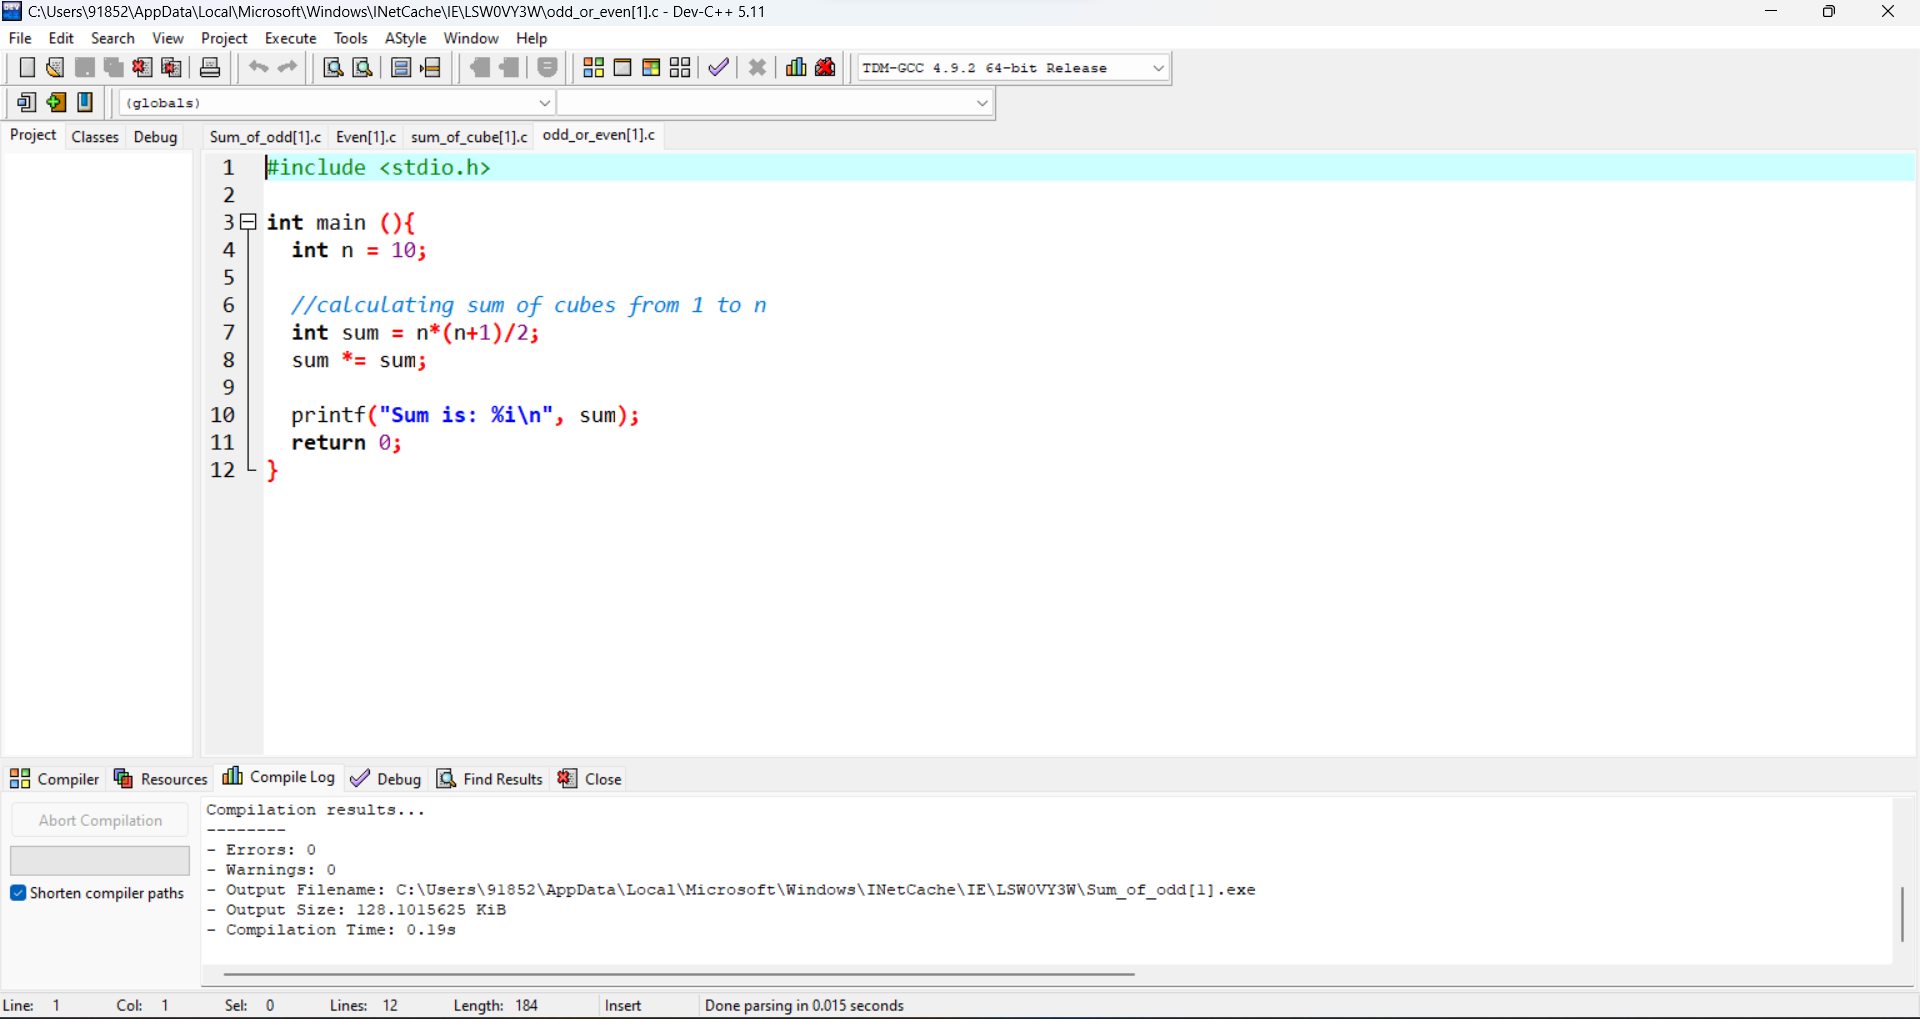 C:\Users\91852\AppData\Local\Microsoft\Windows\INetCache\IE\LSW0VY3W\odd_or_even[1].c - Dev-C++ 5.11
File Edit Search View Project Execute Tools AStyle Window Help
TDM-GCC 4.9.2 64-bit Release
(globals)
Project Classes Debug Sum_of_odd[1].c Even[1].c sum_of_cube[1].c odd_or_even[1].c
1 #include <stdio.h>
2
3 int main (){
4 int n = 10;
5
6 //calculating sum of cubes from 1 to n
7 int sum = n*(n+1)/2;
8 sum *= sum;
9
10 printf("Sum is: %i\n", sum);
11 return 0;
12 }
Compiler Resources Compile Log Debug Find Results Close
Abort Compilation
Shorten compiler paths
Compilation results...
--------
- Errors: 0
- Warnings: 0
- Output Filename: C:\Users\91852\AppData\Local\Microsoft\Windows\INetCache\IE\LSW0VY3W\Sum_of_odd[1].exe
- Output Size: 128.1015625 KiB
- Compilation Time: 0.19s
Line: 1 Col: 1 Sel: 0 Lines: 12 Length: 184 Insert Done parsing in 0.015 seconds